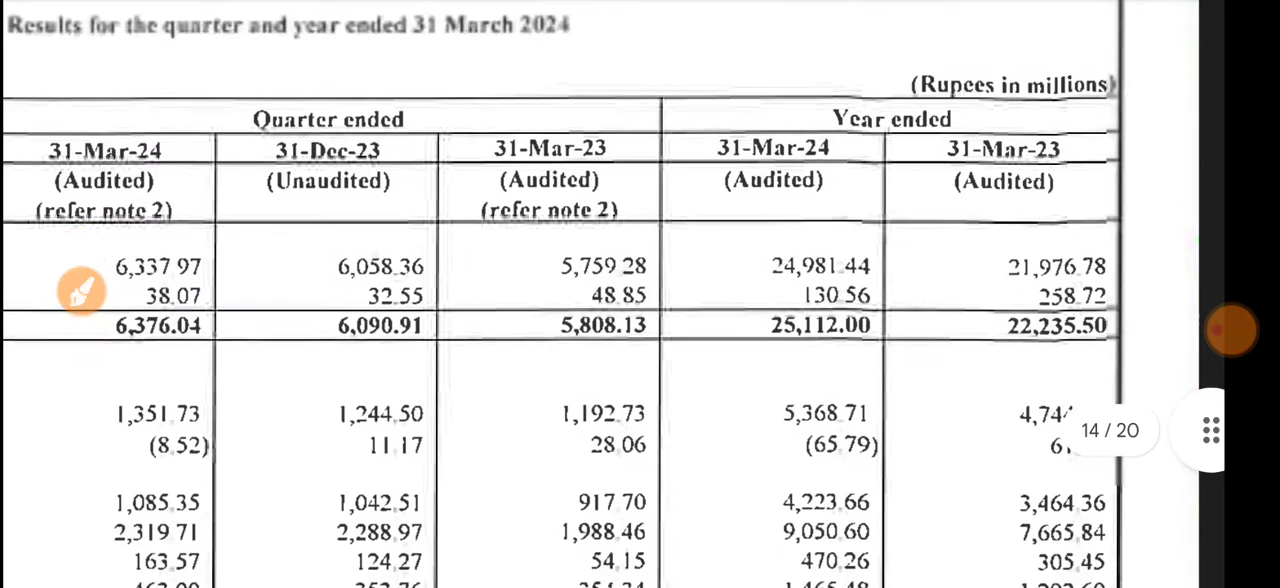 Results for the quarter and year ended 31 March 2024
(Rupees in millions)
Quarter ended Year ended
31-Mar-24 31-Dec-23 31-Mar-23 31-Mar-24 31-Mar-23
(Audited) (Unaudited) (Audited) (Audited) (Audited)
(refer note 2) (refer note 2)
6,337.97 6,058.36 5,759.28 24,981.44 21,976.78
38.07 32.55 48.85 130.56 258.72
6,376.04 6,090.91 5,808.13 25,112.00 22,235.50
1,351.73 1,244.50 1,192.73 5,368.71 4,74
(8.52) 11.17 28.06 (65.79) 6
14 / 20
1,085.35 1,042.51 917.70 4,223.66 3,464.36
2,319.71 2,288.97 1,988.46 9,050.60 7,665.84
163.57 124.27 54.15 470.26 305.45